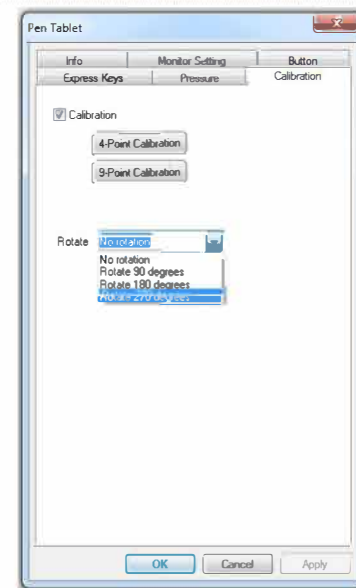 Pen Tablet
Info Monitor Setting Button
Express Keys Pressure Calibration
Calibration
4-Point Calibration
9-Point Calibration
Rotate No rotation
No rotation
Rotate 90 degrees
Rotate 180 degrees
Rotate 270 degrees
OK Cancel Apply